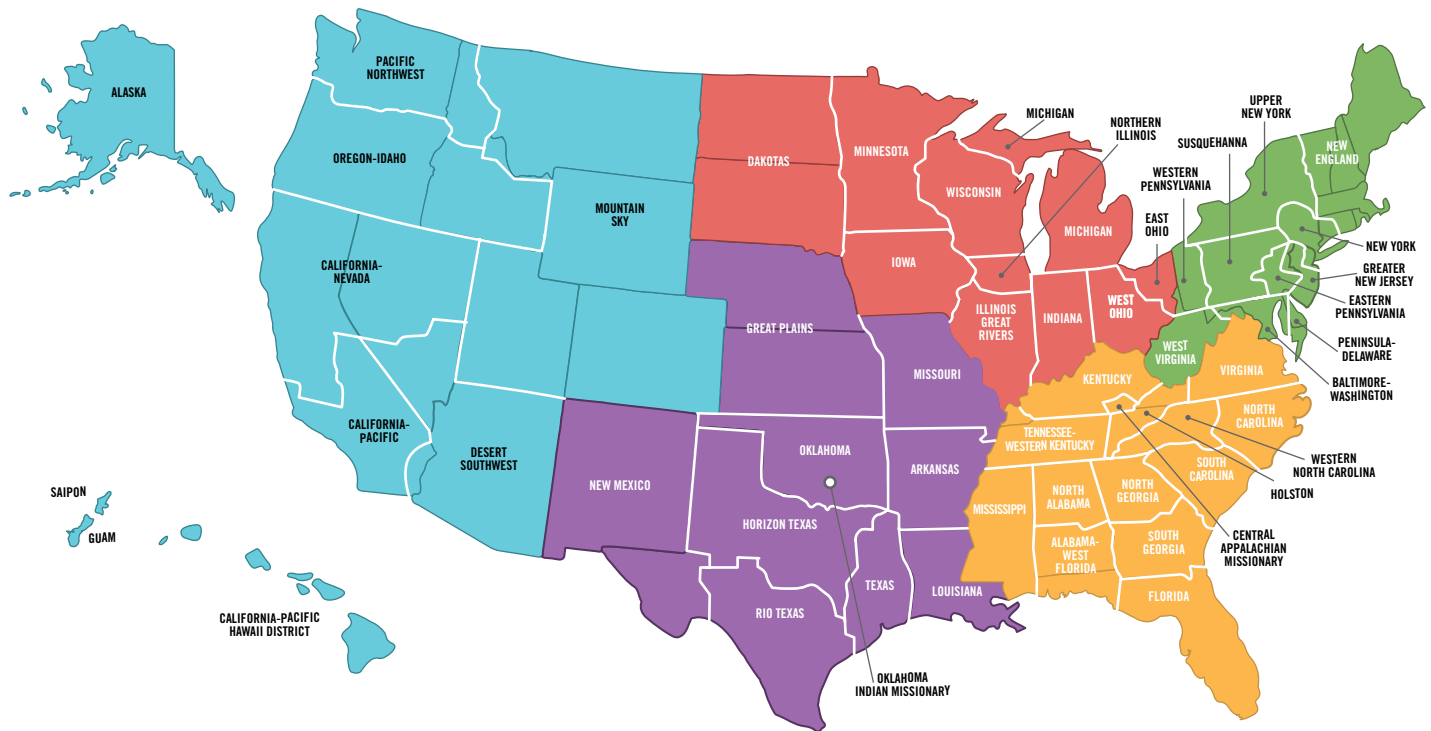 ALASKA
PACIFIC
NORTHWEST
OREGON-IDAHO
MOUNTAIN
SKY
CALIFORNIA-
NEVADA
CALIFORNIA-
PACIFIC
DESERT
SOUTHWEST
SAIPON
GUAM
CALIFORNIA-PACIFIC
HAWAII DISTRICT
DAKOTAS
MINNESOTA
WISCONSIN
IOWA
MICHIGAN
MICHIGAN
NORTHERN
ILLINOIS
ILLINOIS
GREAT
RIVERS
INDIANA
WEST
OHIO
EAST
OHIO
GREAT PLAINS
MISSOURI
NEW MEXICO
OKLAHOMA
ARKANSAS
HORIZON TEXAS
TEXAS
RIO TEXAS
LOUISIANA
OKLAHOMA
INDIAN MISSIONARY
UPPER
NEW YORK
SUSQUEHANNA
WESTERN
PENNSYLVANIA
NEW
ENGLAND
NEW YORK
GREATER
NEW JERSEY
EASTERN
PENNSYLVANIA
PENINSULA-
DELAWARE
BALTIMORE-
WASHINGTON
WEST
VIRGINIA
KENTUCKY
VIRGINIA
TENNESSEE-
WESTERN KENTUCKY
NORTH
CAROLINA
WESTERN
NORTH CAROLINA
HOLSTON
CENTRAL
APPALACHIAN
MISSIONARY
SOUTH
CAROLINA
MISSISSIPPI
NORTH
ALABAMA
NORTH
GEORGIA
ALABAMA-
WEST
FLORIDA
SOUTH
GEORGIA
FLORIDA